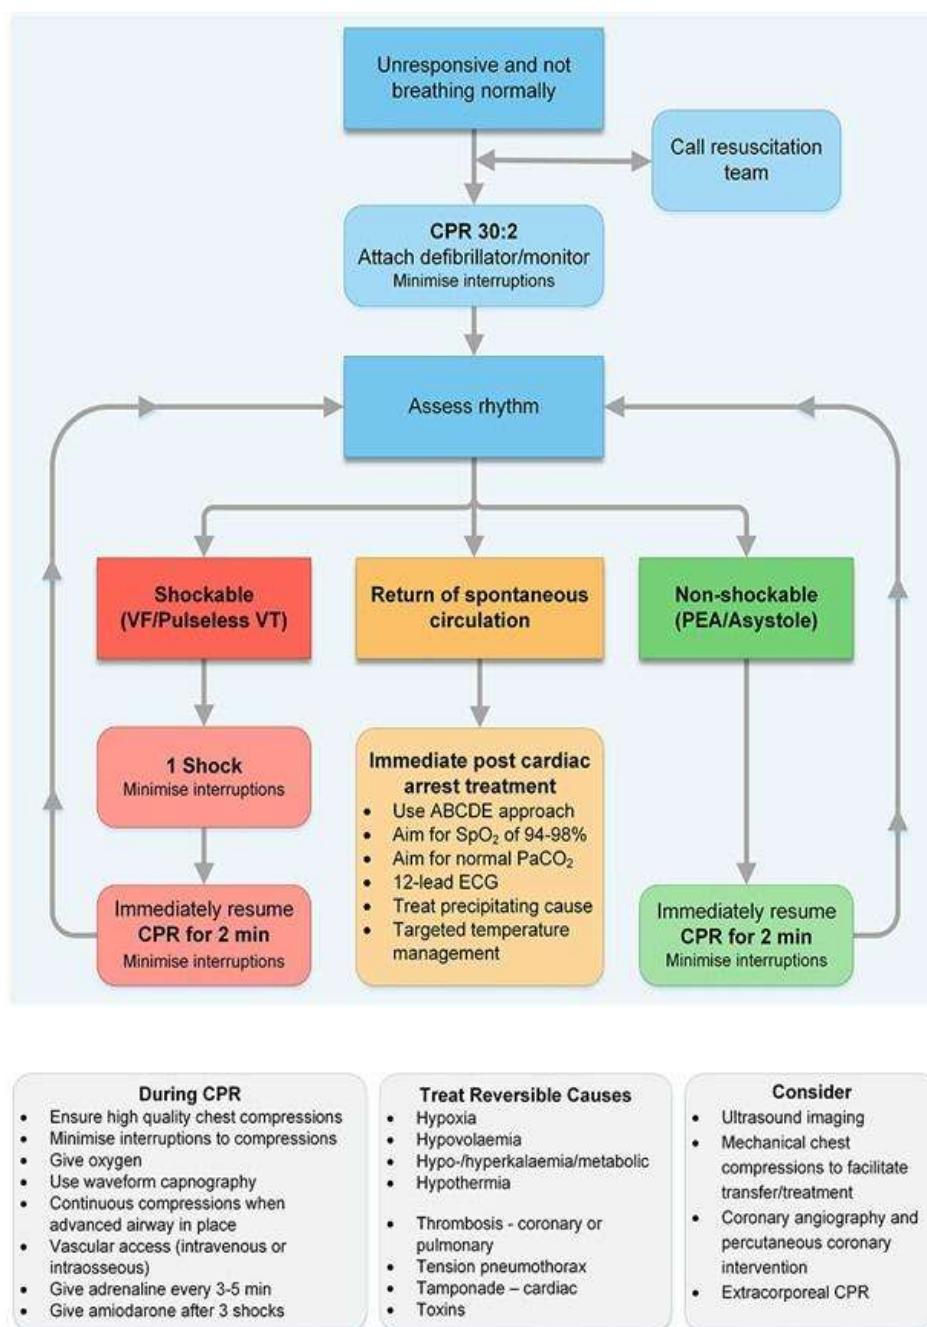 Unresponsive and not
breathing normally
Call resuscitation
team
CPR 30:2
Attach defibrillator/monitor
Minimise interruptions
Assess rhythm
Shockable
(VF/Pulseless VT)
Return of spontaneous
circulation
Non-shockable
(PEA/Asystole)
1 Shock
Minimise interruptions
Immediately resume
CPR for 2 min
Minimise interruptions
Immediate post cardiac
arrest treatment
• Use ABCDE approach
• Aim for SpO₂ of 94-98%
• Aim for normal PaCO₂
• 12-lead ECG
• Treat precipitating cause
• Targeted temperature
management
Immediately resume
CPR for 2 min
Minimise interruptions
During CPR
• Ensure high quality chest compressions
• Minimise interruptions to compressions
• Give oxygen
• Use waveform capnography
• Continuous compressions when
advanced airway in place
• Vascular access (intravenous or
intraosseous)
• Give adrenaline every 3-5 min
• Give amiodarone after 3 shocks
Treat Reversible Causes
• Hypoxia
• Hypovolaemia
• Hypo-/hyperkalaemia/metabolic
• Hypothermia
• Thrombosis - coronary or
pulmonary
• Tension pneumothorax
• Tamponade – cardiac
• Toxins
Consider
• Ultrasound imaging
• Mechanical chest
compressions to facilitate
transfer/treatment
• Coronary angiography and
percutaneous coronary
intervention
• Extracorporeal CPR